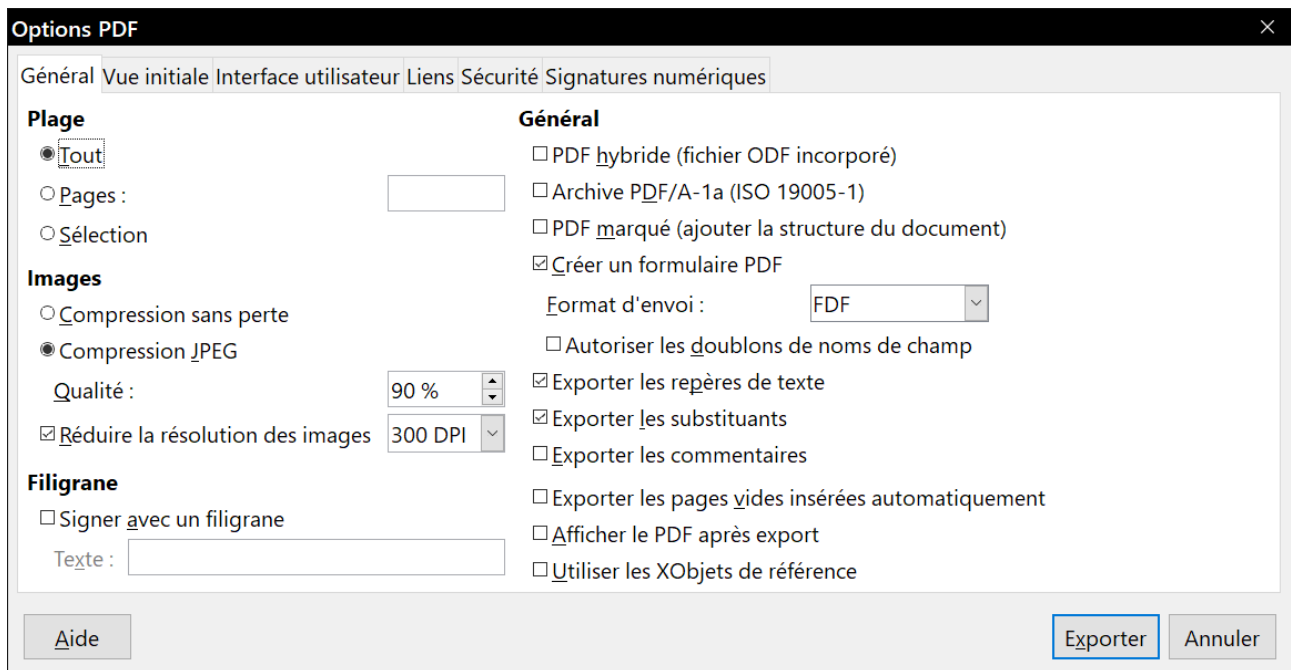 Options PDF
Général Vue initiale Interface utilisateur Liens Sécurité Signatures numériques
Plage
Tout
Pages :
Sélection
Images
Compression sans perte
Compression JPEG
Qualité : 90 %
Réduire la résolution des images 300 DPI
Filigrane
Signer avec un filigrane
Texte :
Général
PDF hybride (fichier ODF incorporé)
Archive PDF/A-1a (ISO 19005-1)
PDF marqué (ajouter la structure du document)
Créer un formulaire PDF
Format d'envoi : FDF
Autoriser les doublons de noms de champ
Exporter les repères de texte
Exporter les substituants
Exporter les commentaires
Exporter les pages vides insérées automatiquement
Afficher le PDF après export
Utiliser les XObjets de référence
Aide Exporter Annuler